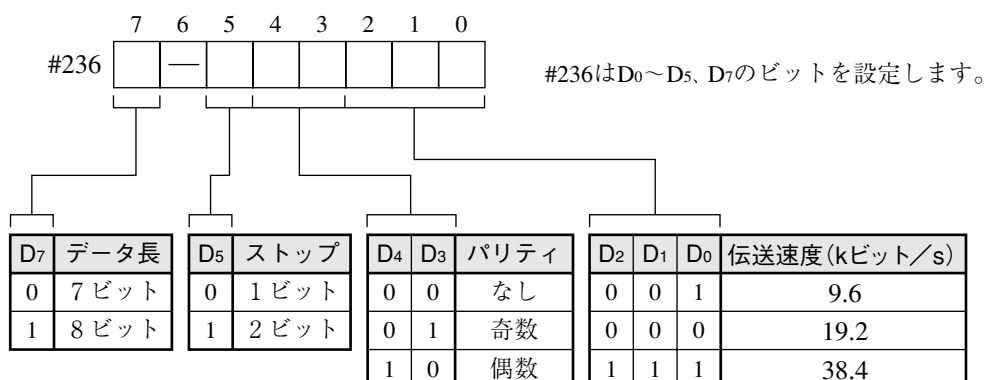 7 6 5 4 3 2 1 0
#236 —
#236はD0～D5、D7のビットを設定します。
D7 データ長
0 7ビット
1 8ビット
D5 ストップ
0 1ビット
1 2ビット
D4 D3 パリティ
0 0 なし
0 1 奇数
1 0 偶数
D2 D1 D0 伝送速度(kビット／s)
0 0 1 9.6
0 0 0 19.2
1 1 1 38.4